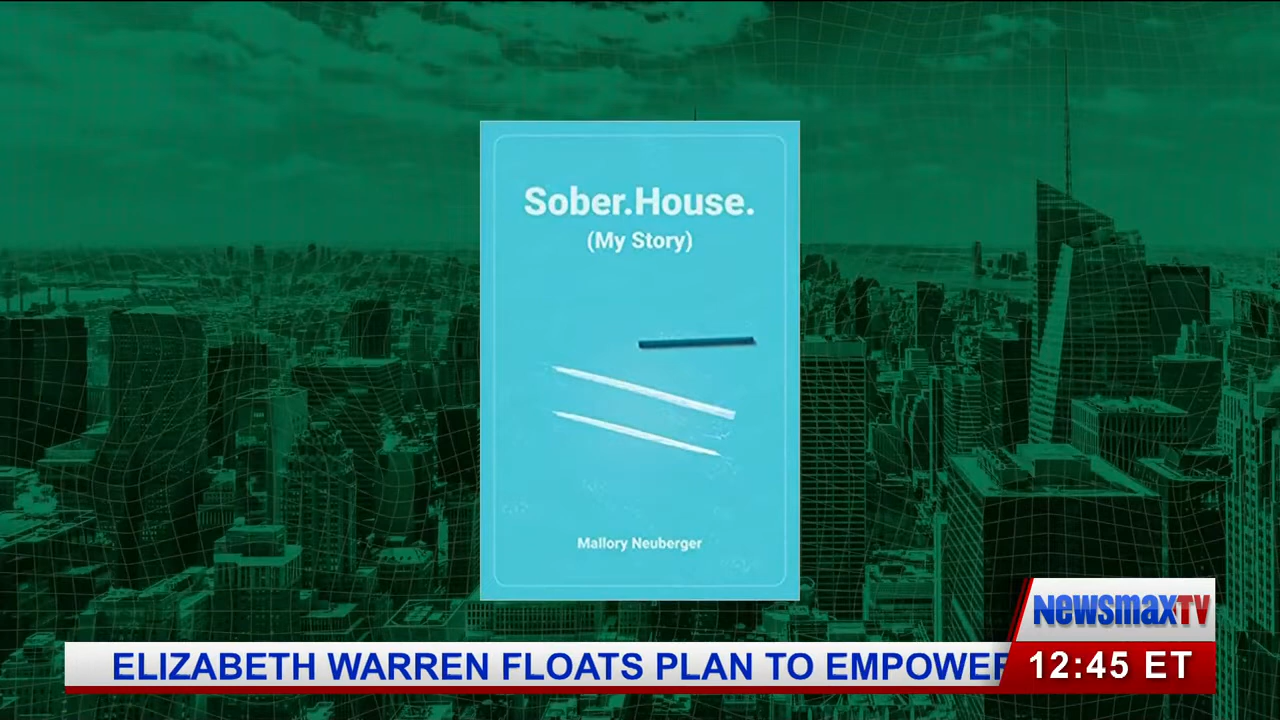 Sober.House.
(My Story)
Mallory Neuberger
NEWSMAXTV
ELIZABETH WARREN FLOATS PLAN TO EMPOWER
12:45 ET